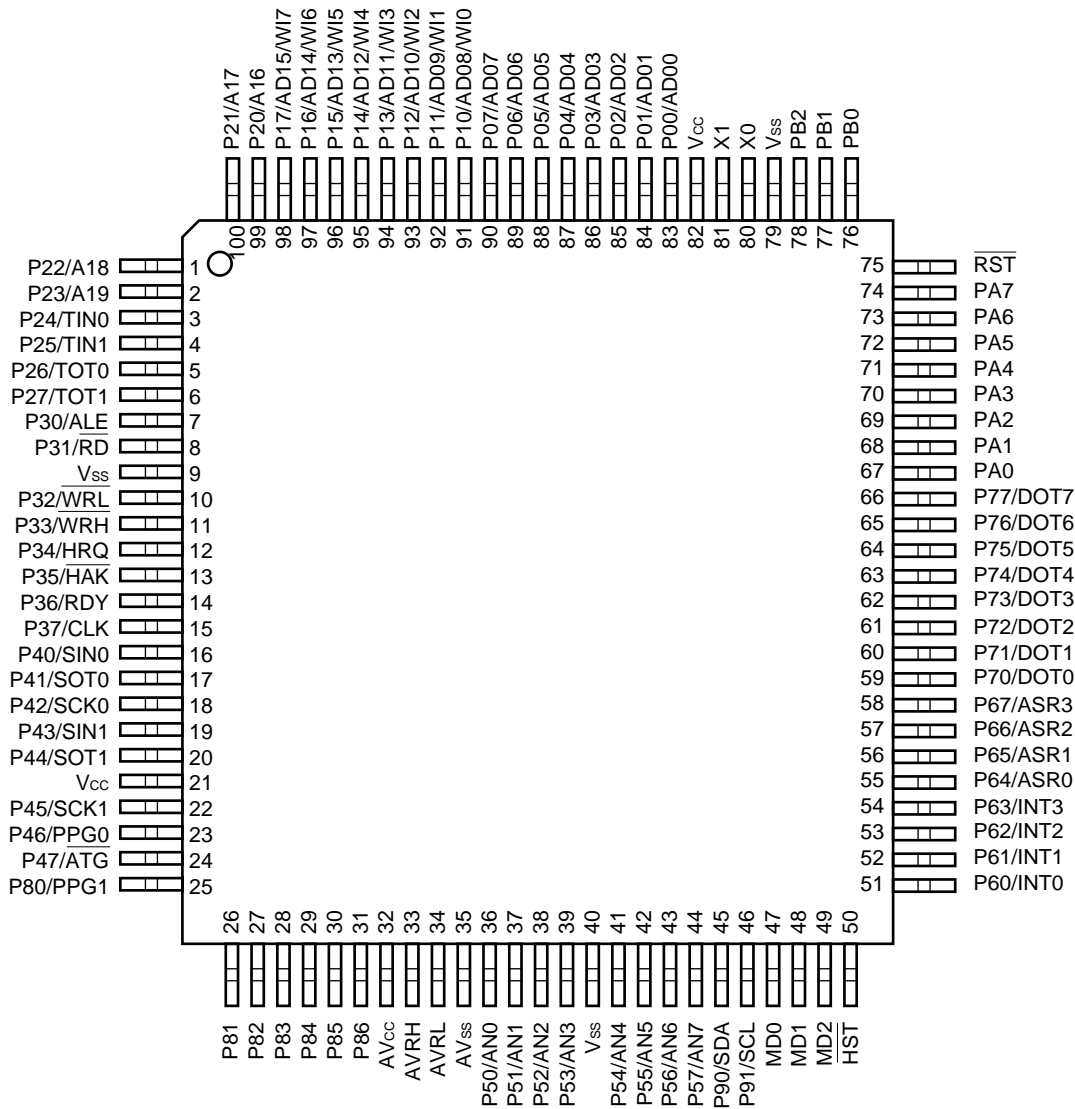 P21/A17
P20/A16
P17/AD15/WI7
P16/AD14/WI6
P15/AD13/WI5
P14/AD12/WI4
P13/AD11/WI3
P12/AD10/WI2
P11/AD09/WI1
P10/AD08/WI0
P07/AD07
P06/AD06
P05/AD05
P04/AD04
P03/AD03
P02/AD02
P01/AD01
P00/AD00
Vcc
X1
X0
Vss
PB2
PB1
PB0
100
99
98
97
96
95
94
93
92
91
90
89
88
87
86
85
84
83
82
81
80
79
78
77
76
P22/A18 1
P23/A19 2
P24/TIN0 3
P25/TIN1 4
P26/TOT0 5
P27/TOT1 6
P30/ALE 7
P31/RD 8
Vss 9
P32/WRL 10
P33/WRH 11
P34/HRQ 12
P35/HAK 13
P36/RDY 14
P37/CLK 15
P40/SIN0 16
P41/SOT0 17
P42/SCK0 18
P43/SIN1 19
P44/SOT1 20
Vcc 21
P45/SCK1 22
P46/PPG0 23
P47/ATG 24
P80/PPG1 25
75 RST
74 PA7
73 PA6
72 PA5
71 PA4
70 PA3
69 PA2
68 PA1
67 PA0
66 P77/DOT7
65 P76/DOT6
64 P75/DOT5
63 P74/DOT4
62 P73/DOT3
61 P72/DOT2
60 P71/DOT1
59 P70/DOT0
58 P67/ASR3
57 P66/ASR2
56 P65/ASR1
55 P64/ASR0
54 P63/INT3
53 P62/INT2
52 P61/INT1
51 P60/INT0
26
27
28
29
30
31
32
33
34
35
36
37
38
39
40
41
42
43
44
45
46
47
48
49
50
P81
P82
P83
P84
P85
P86
AVcc
AVRH
AVRL
AVss
P50/AN0
P51/AN1
P52/AN2
P53/AN3
Vss
P54/AN4
P55/AN5
P56/AN6
P57/AN7
P90/SDA
P91/SCL
MD0
MD1
MD2
HST